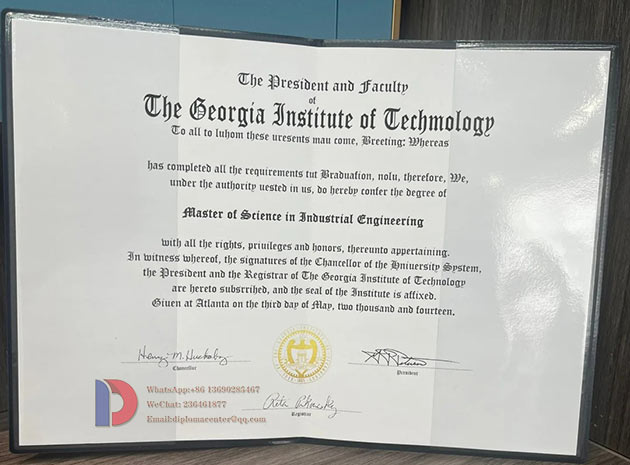 The President and Faculty
of
The Georgia Institute of Techmology
To all to luhom these uresents mau come, Breeting: Whereas
has completed all the requirements tut Braduafion, nolu, therefore, We,
under the authority uested in us, do hereby confer the degree of
Master of Science in Industrial Engineering
with all the rights, priuileges and honors, thereunto appertaining.
In witness whereof, the signatures of the Chancellor of the Hniuersity System,
the President and the Registrar of The Georgia Institute of Technology
are hereto subsrrihed, and the seal of the Institute is affixed.
Giuen at Atlanta on the third day of May, two thousand and fourteen.
Henry M. Huckaby
Chancellor
President
Registrar
WhatsApp:+86 13690285467
WeChat: 236461877
Email:diplomacenter@qq.com